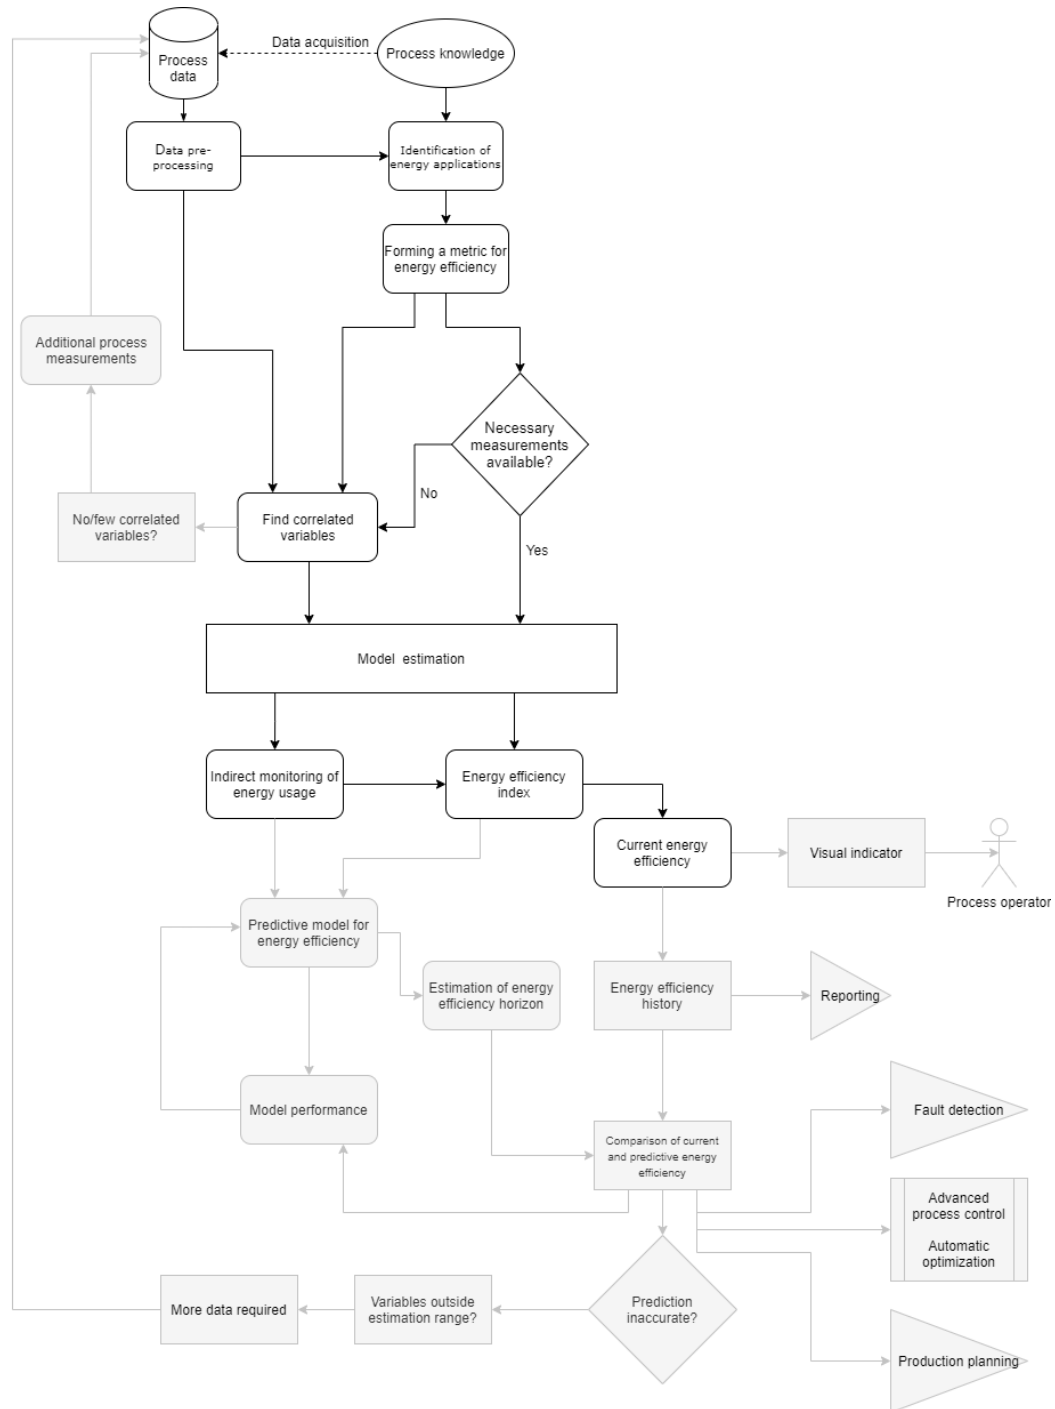 Data acquisition
Process
data
Process knowledge
Data pre-
processing
Identification of
energy applications
Forming a metric for
energy efficiency
Additional process
measurements
Necessary
measurements
available?
No
No/few correlated
variables?
Find correlated
variables
Yes
Model estimation
Indirect monitoring of
energy usage
Energy efficiency
index
Current energy
efficiency
Visual indicator
Process operator
Predictive model for
energy efficiency
Estimation of energy
efficiency horizon
Energy efficiency
history
Reporting
Model performance
Fault detection
Comparison of current
and predictive energy
efficiency
Advanced
process control
Automatic
optimization
More data required
Variables outside
estimation range?
Prediction
inaccurate?
Production planning